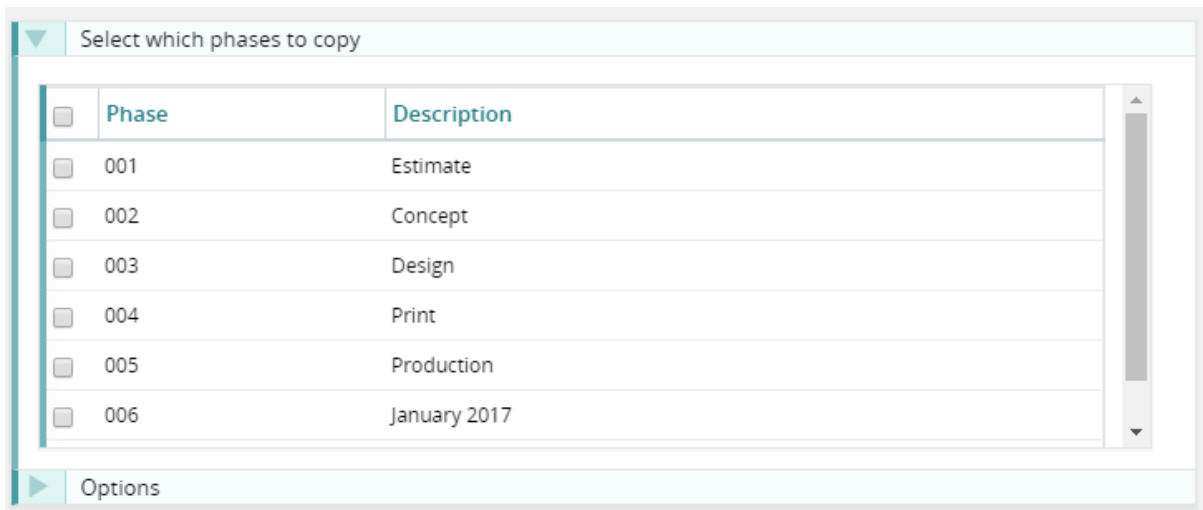 Select which phases to copy
Phase Description
001 Estimate
002 Concept
003 Design
004 Print
005 Production
006 January 2017
Options